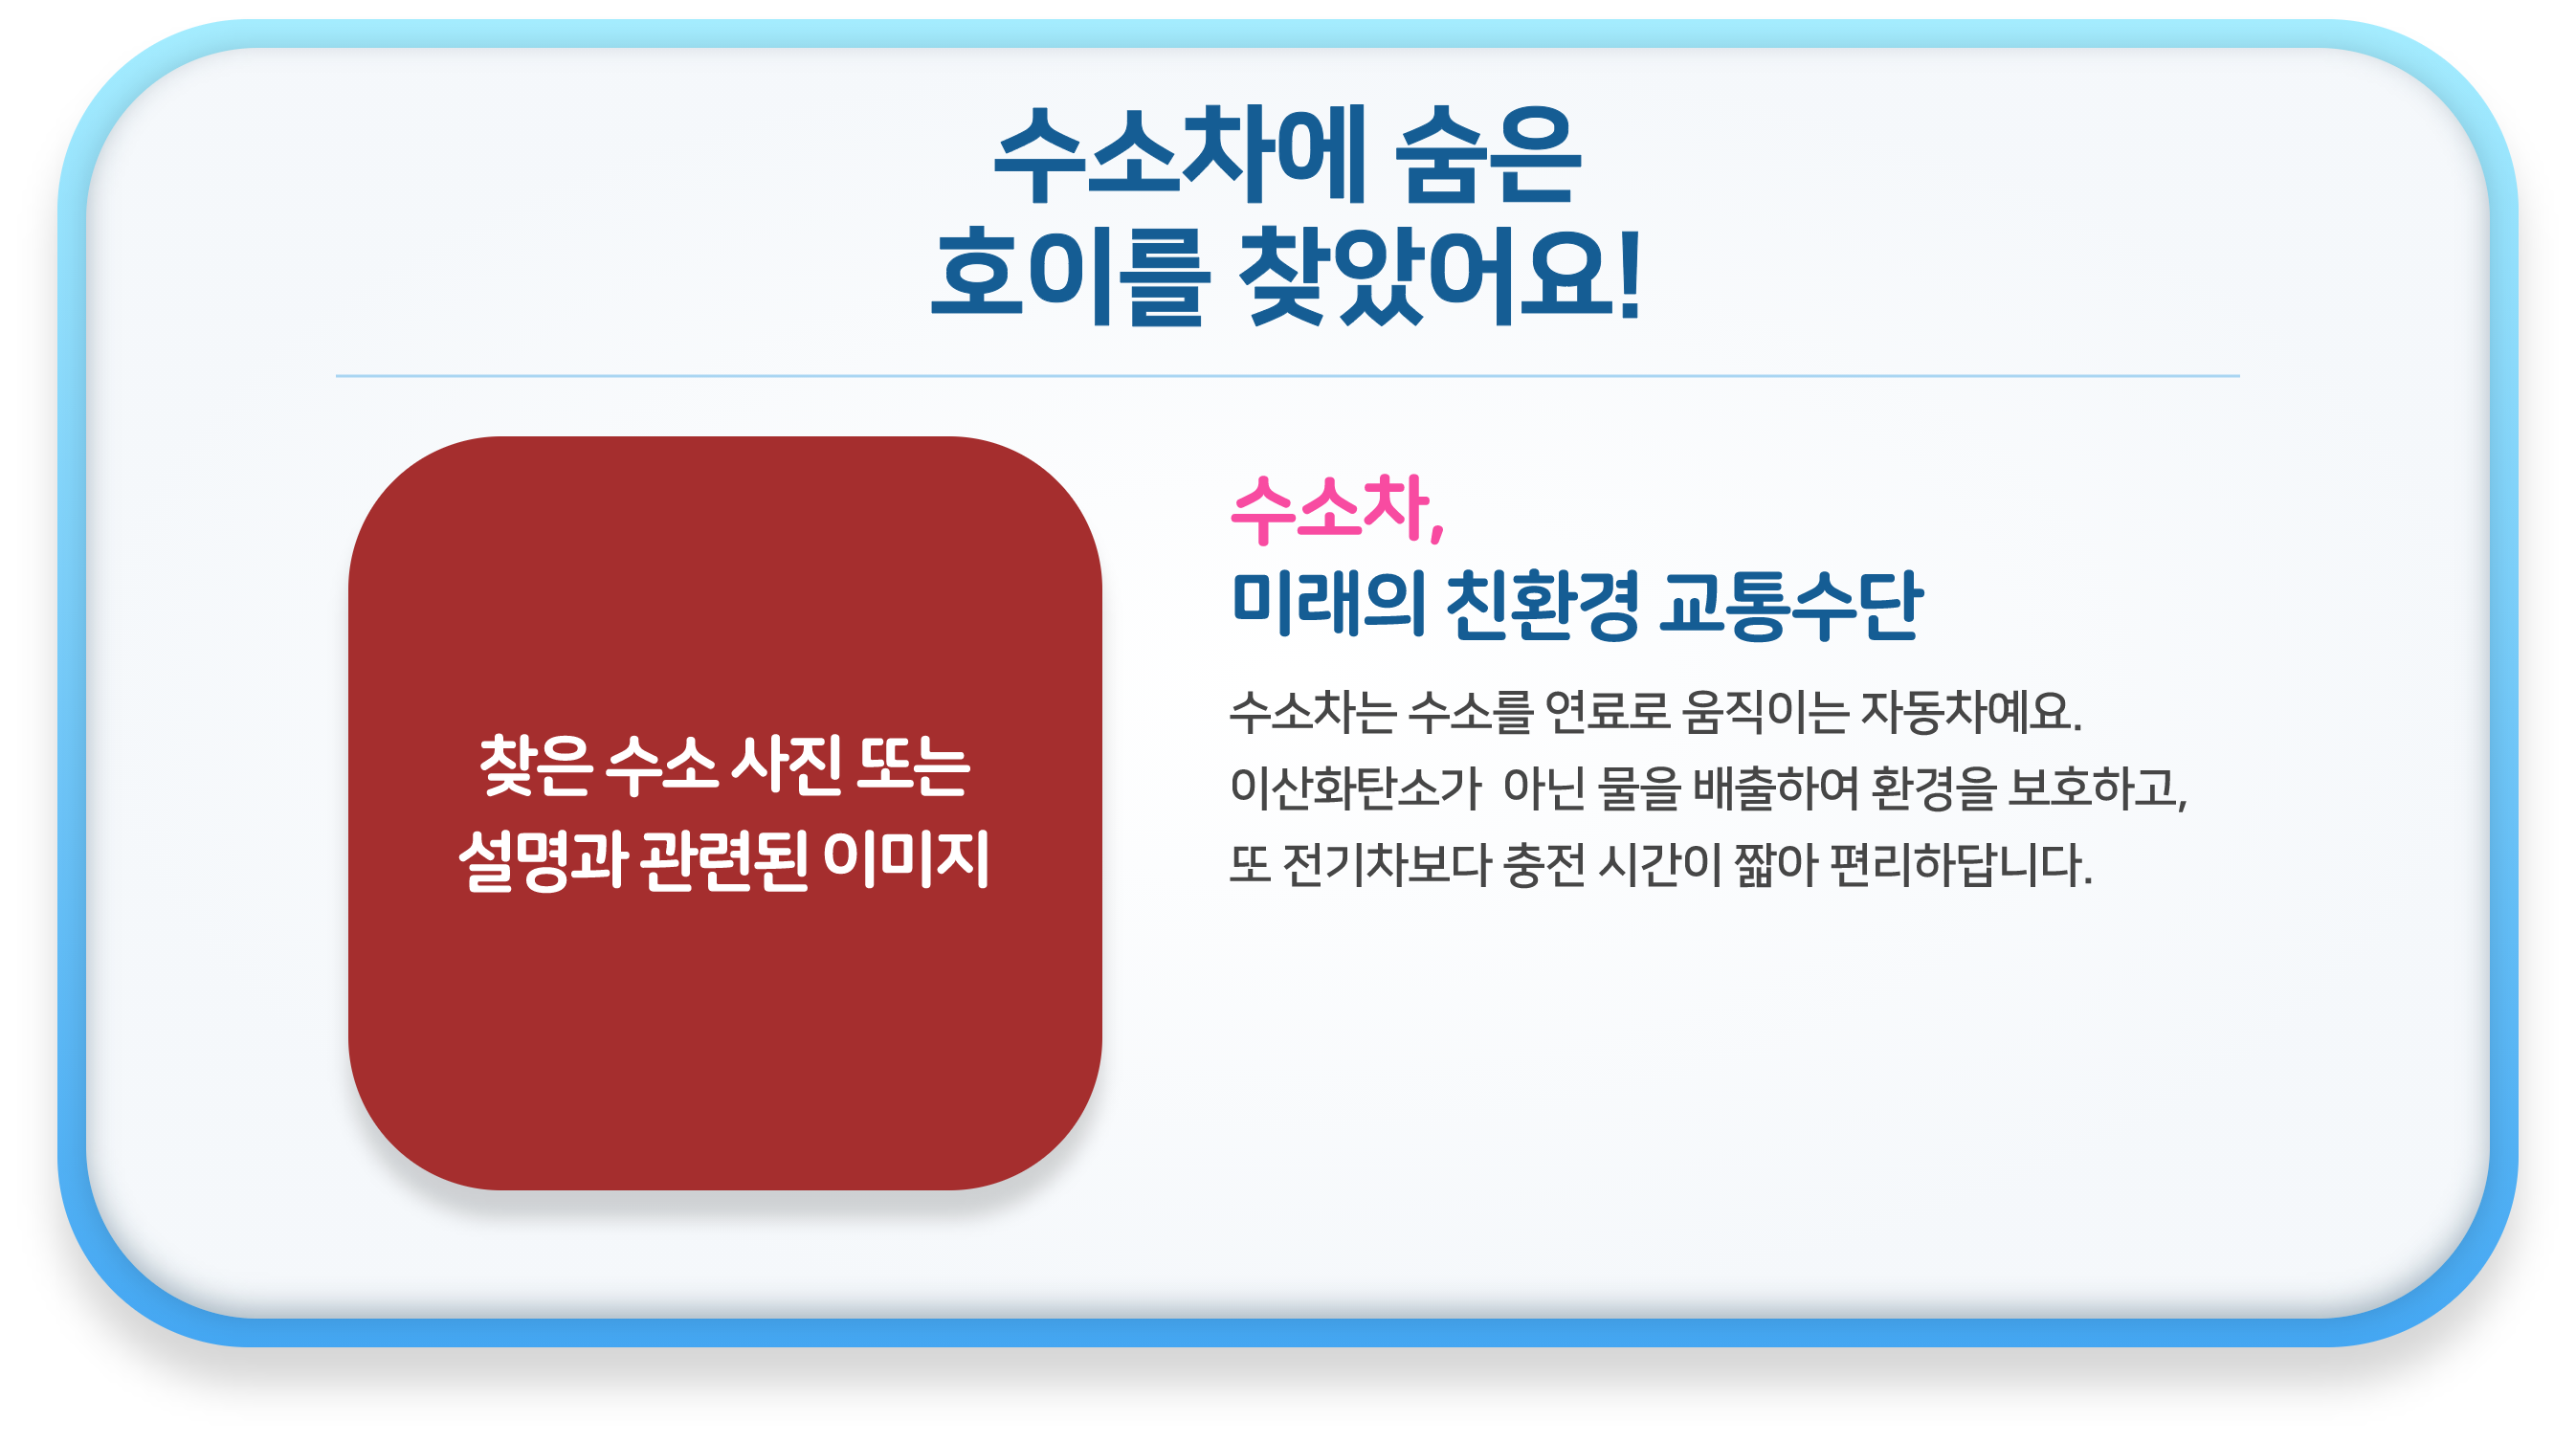 수소차에 숨은
호이를 찾았어요!
찾은 수소 사진 또는
설명과 관련된 이미지
수소차,
미래의 친환경 교통수단
수소차는 수소를 연료로 움직이는 자동차예요.
이산화탄소가  아닌 물을 배출하여 환경을 보호하고,
또 전기차보다 충전 시간이 짧아 편리하답니다.